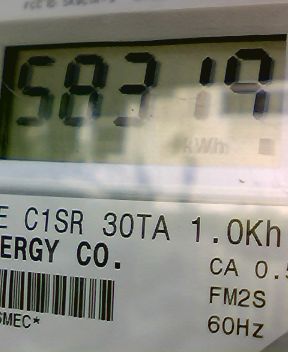 58319
kWh
E C1SR 30TA 1.0Kh
ERGY CO.
CA 0.5
FM2S
SMEC*
60Hz